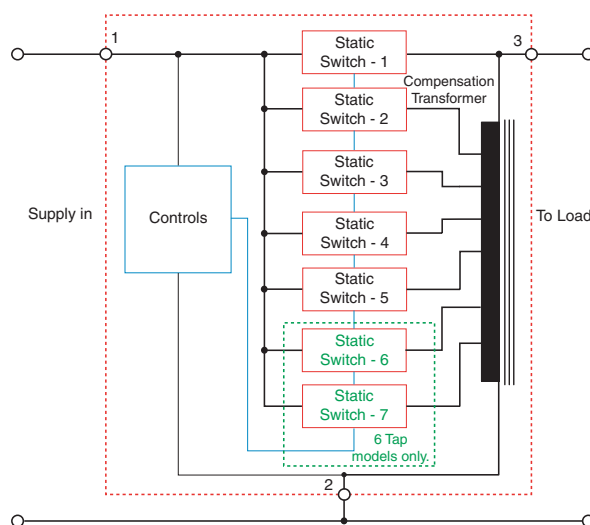 1
3
Static
Switch - 1
Compensation
Transformer
Static
Switch - 2
Static
Switch - 3
Supply in
Controls
Static
Switch - 4
To Load
Static
Switch - 5
Static
Switch - 6
Static
Switch - 7
6 Tap
models only.
2